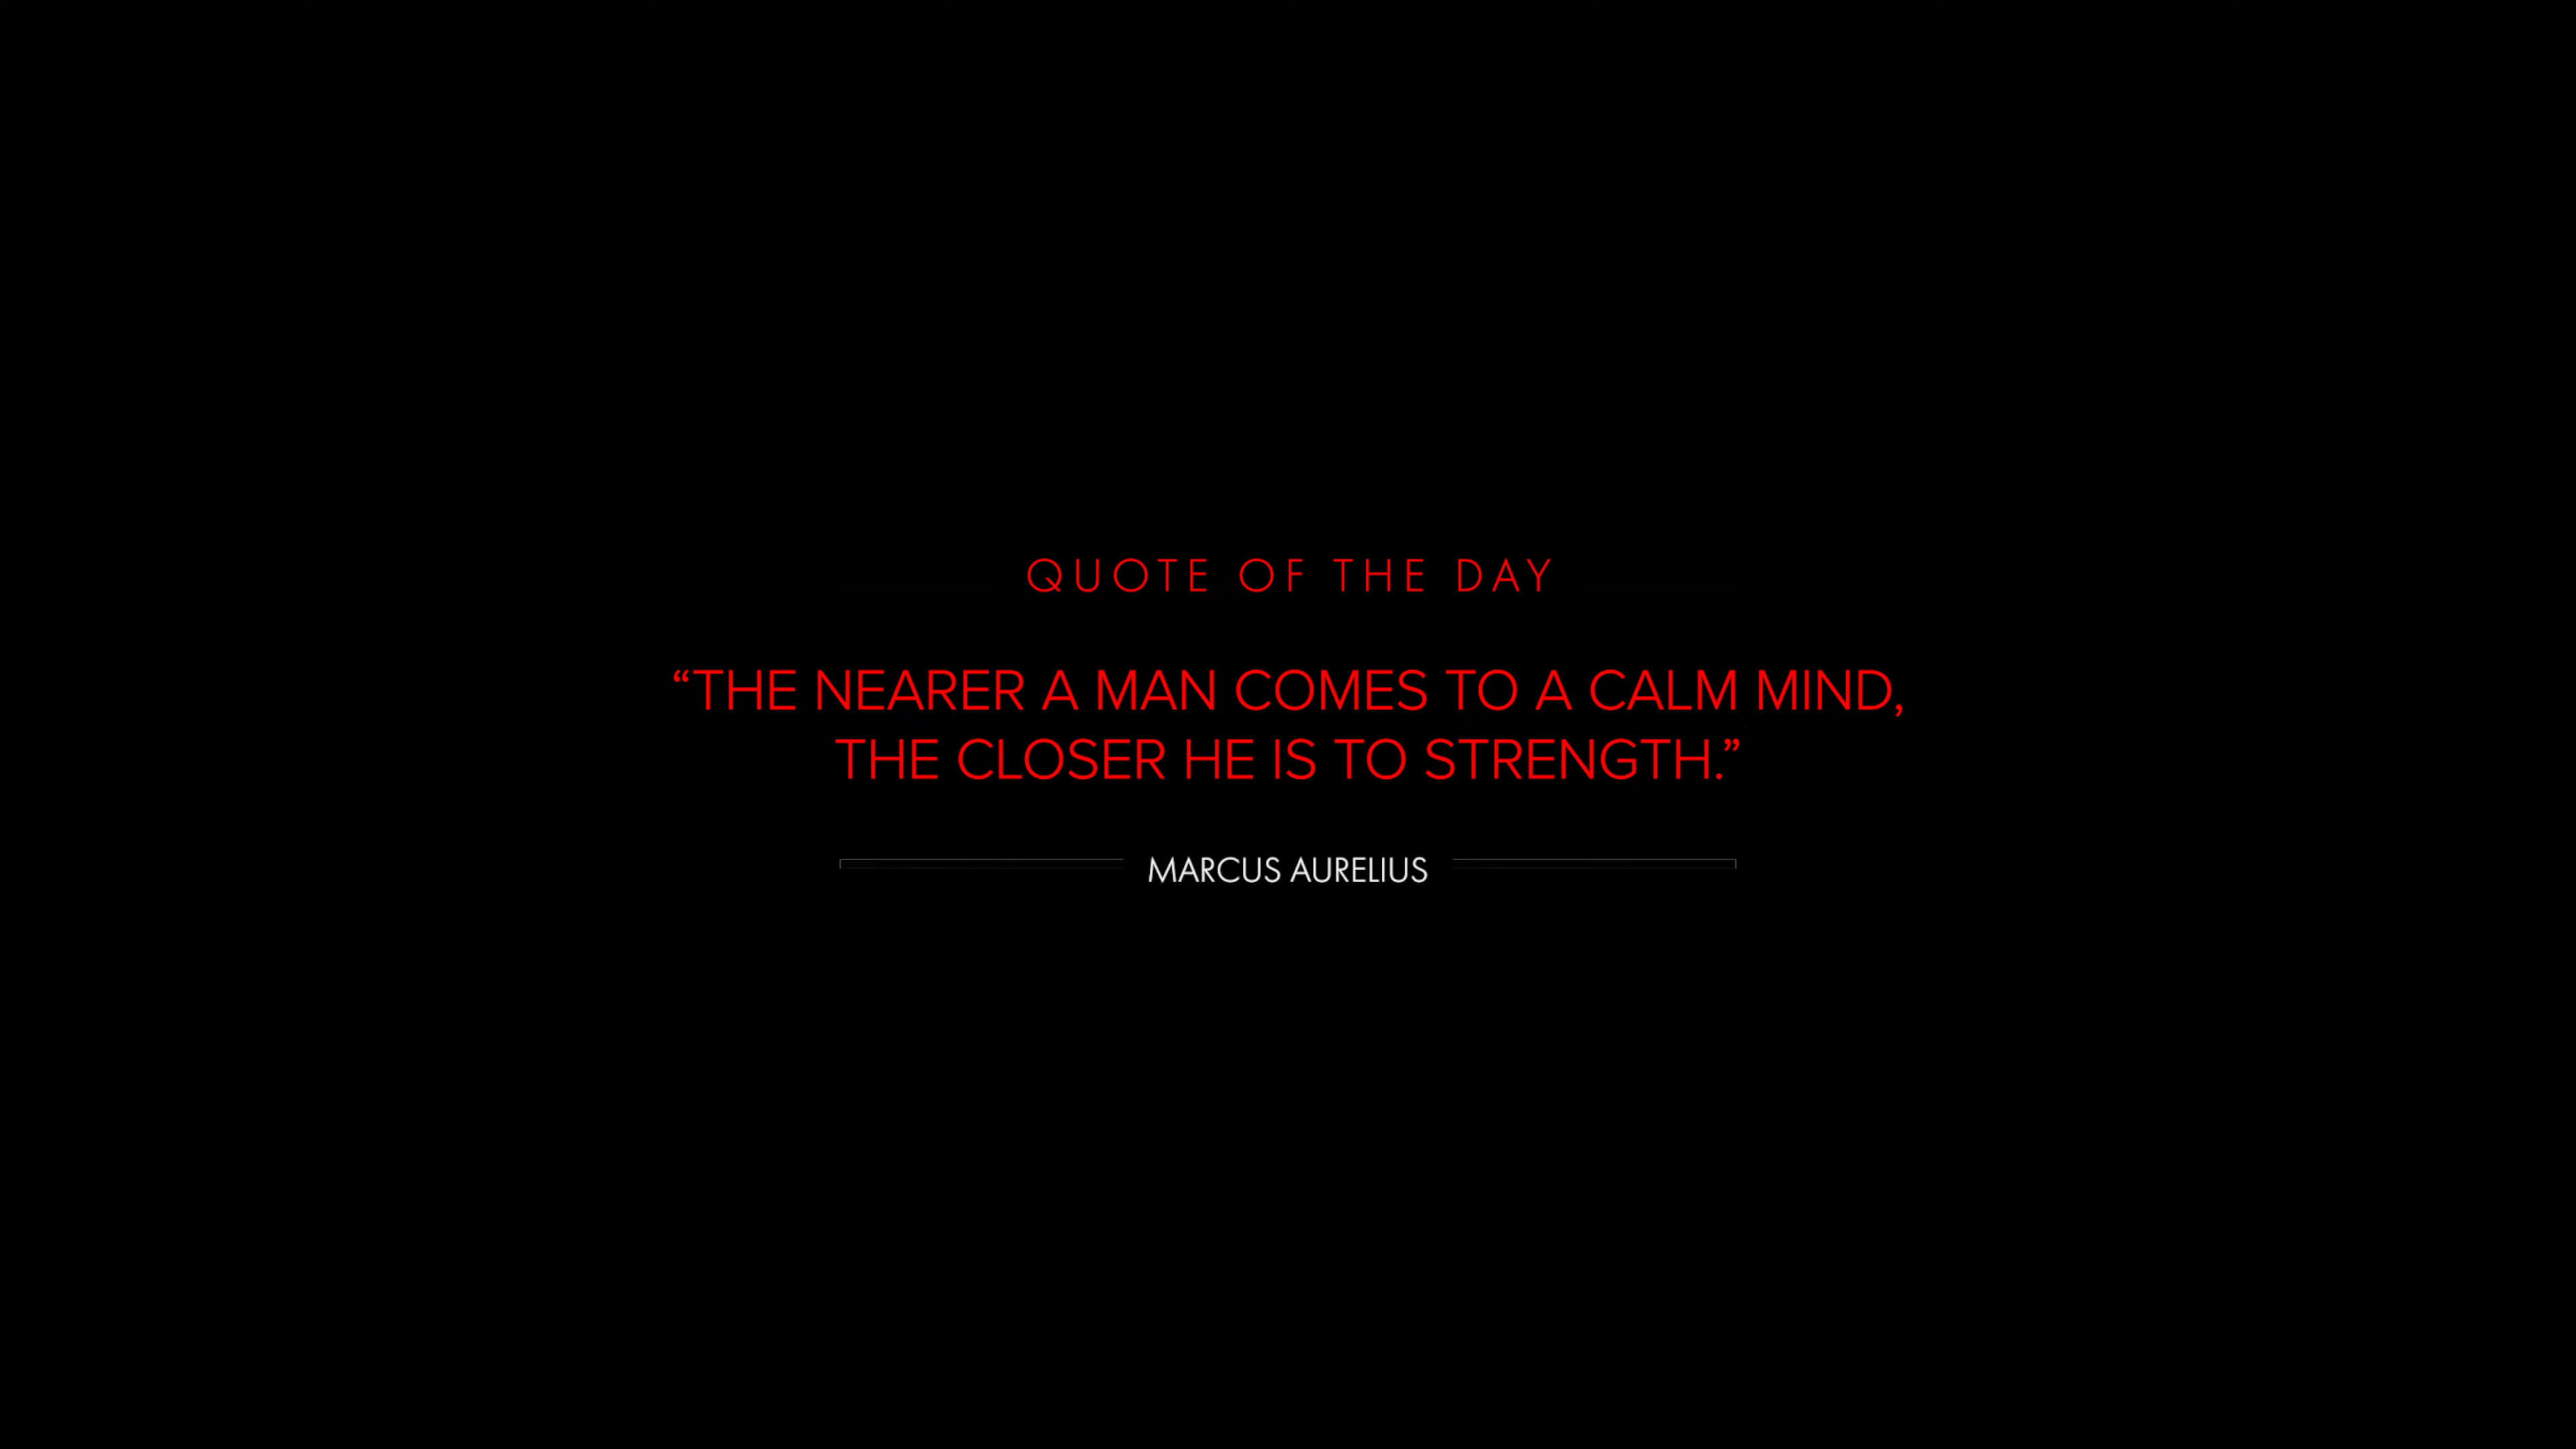 QUOTE OF THE DAY
“THE NEARER A MAN COMES TO A CALM MIND,
THE CLOSER HE IS TO STRENGTH.”
MARCUS AURELIUS